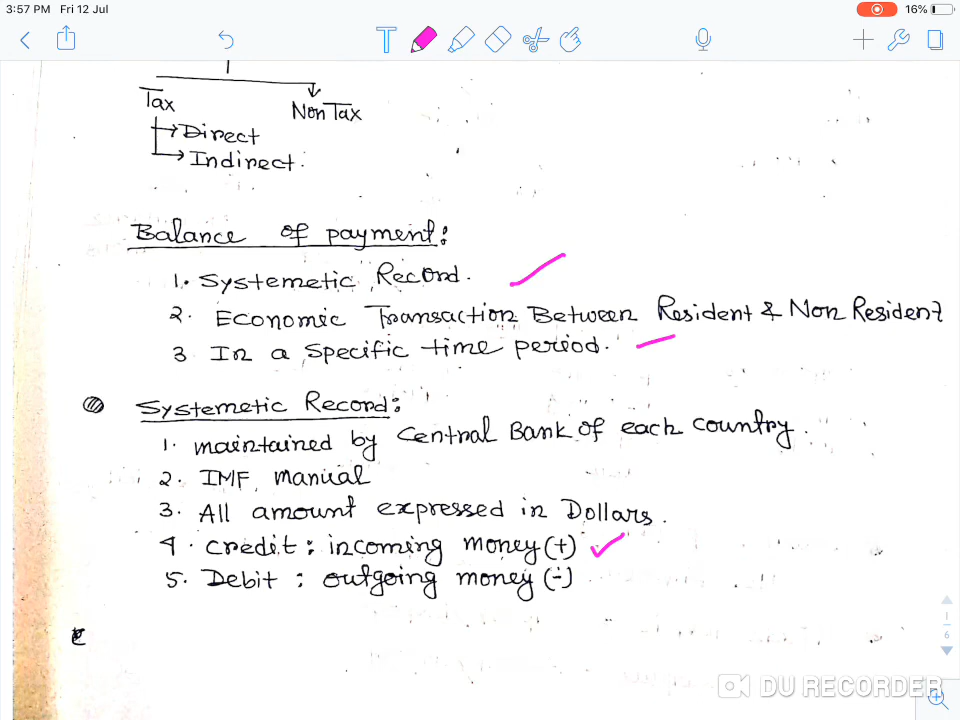 3:57 PM Fri 12 Jul 16%
T
Tax
Non Tax
Direct
Indirect.
Balance of payment:
1. Systemetic Record.
2. Economic Transaction Between Resident & Non Resident
3 In a specific time period.
Systemetic Record:
1. maintained by Central Bank of each country.
2. IMF manual
3. All amount expressed in Dollars.
4. Credit: incoming money (+)
5. Debit: outgoing money (-)
1
6
DU RECORDER